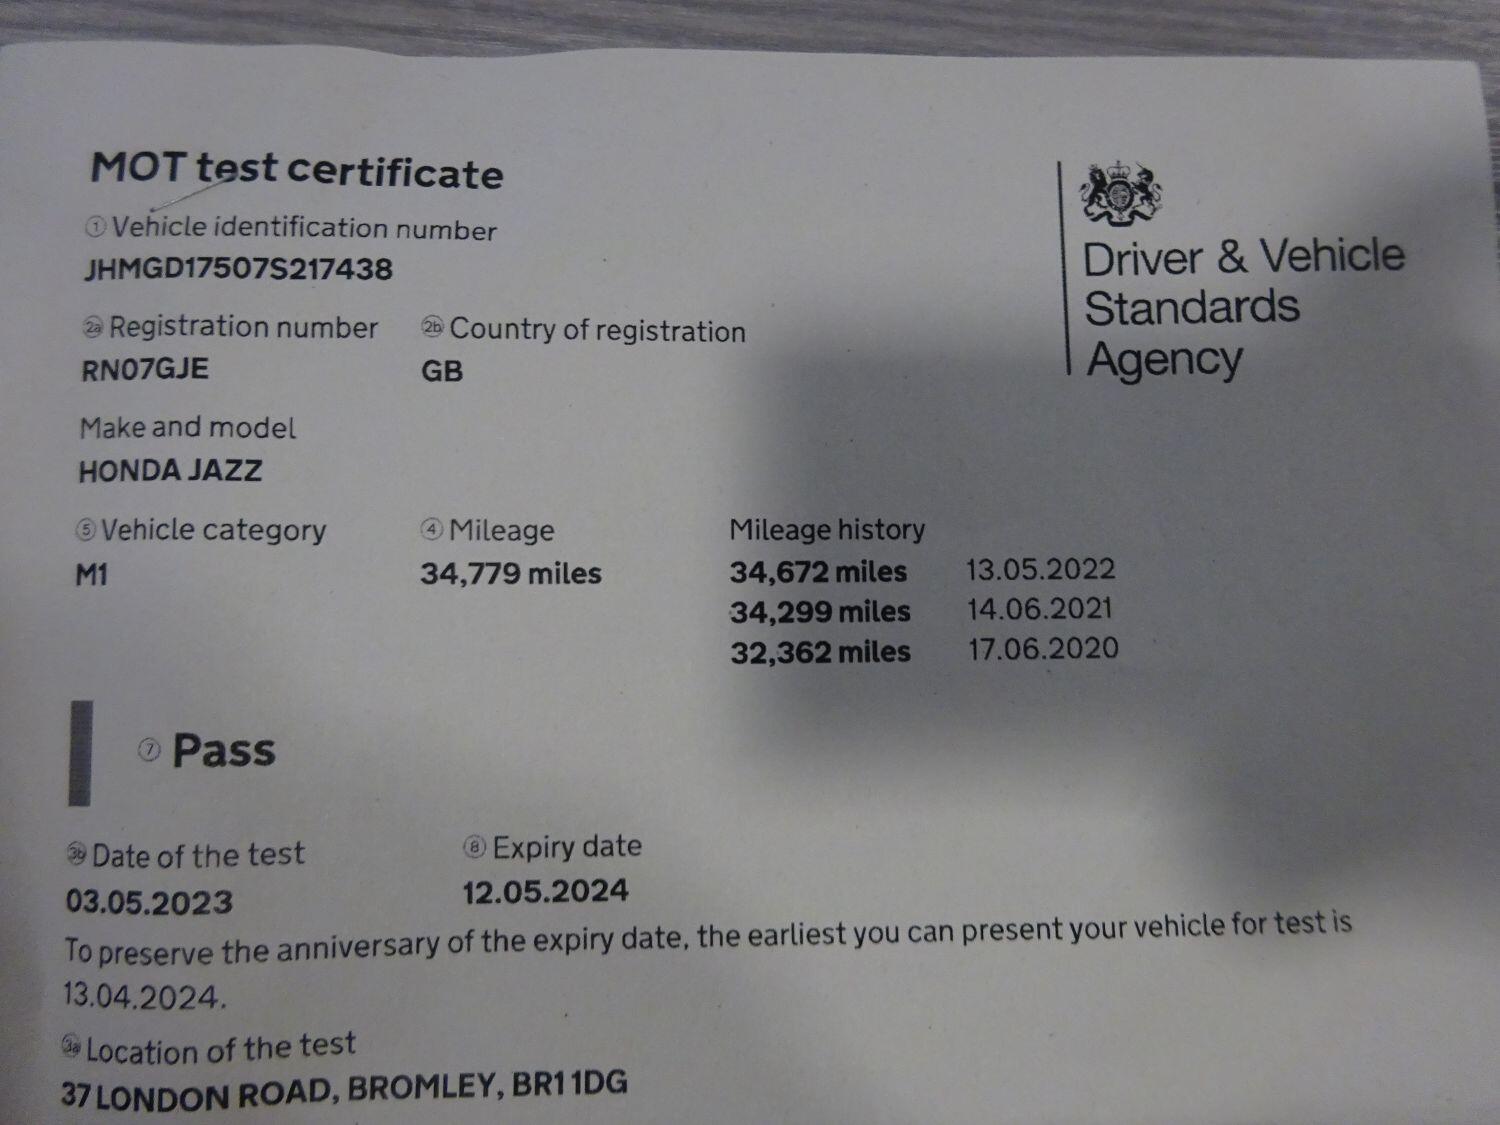 MOT test certificate
1 Vehicle identification number
JHMGD17507S217438
2a Registration number 2b Country of registration
RN07GJE GB
Make and model
HONDA JAZZ
5 Vehicle category 4 Mileage Mileage history
M1 34,779 miles 34,672 miles 13.05.2022
34,299 miles 14.06.2021
32,362 miles 17.06.2020
7 Pass
3b Date of the test 8 Expiry date
03.05.2023 12.05.2024
To preserve the anniversary of the expiry date, the earliest you can present your vehicle for test is
13.04.2024.
3a Location of the test
37 LONDON ROAD, BROMLEY, BR1 1DG
Driver & Vehicle
Standards
Agency